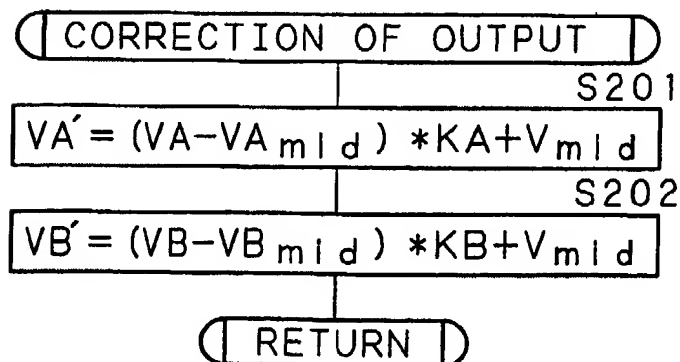 CORRECTION OF OUTPUT
S201
VA′=(VA-VAmid)*KA+Vmid
S202
VB′=(VB-VBmid)*KB+Vmid
RETURN